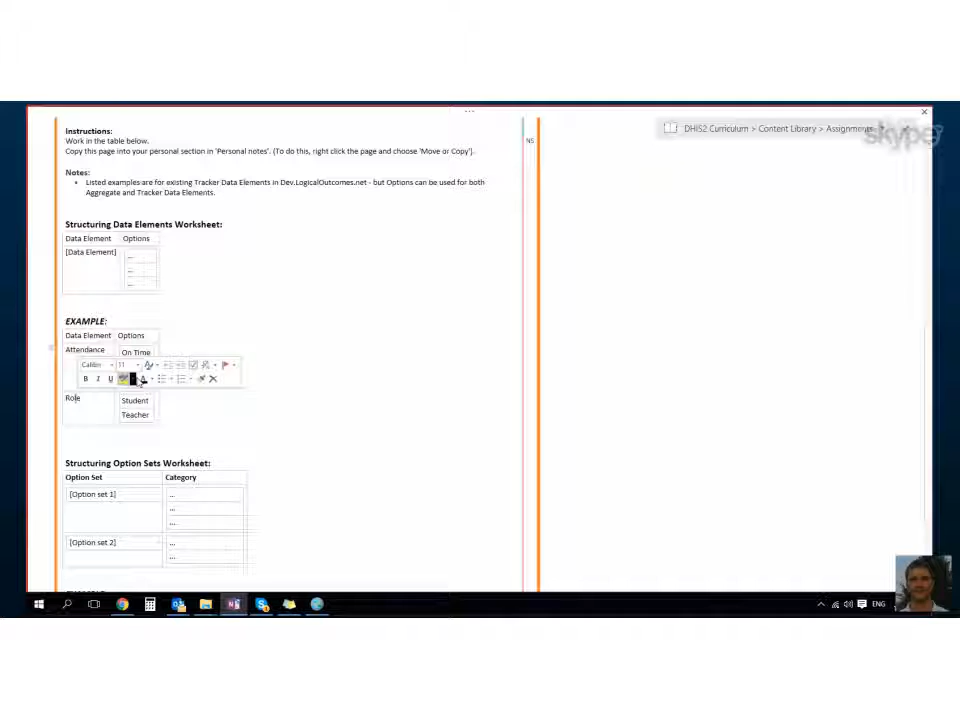 DHIS2 Curriculum > Content Library > Assignments
skype
Instructions:
Work in the table below.
Copy this page into your personal section in 'Personal notes'. (To do this, right click the page and choose 'Move or Copy').
NS
Notes:
Listed examples are for existing Tracker Data Elements in Dev.LogicalOutcomes.net - but Options can be used for both
Aggregate and Tracker Data Elements.
Structuring Data Elements Worksheet:
Data Element Options
[Data Element] ...
...
...
EXAMPLE:
Data Element Options
Attendance On Time
Calibri 11
B I U A
Role Student
Teacher
Structuring Option Sets Worksheet:
Option Set Category
[Option set 1] ...
...
...
[Option set 2] ...
...
ENG